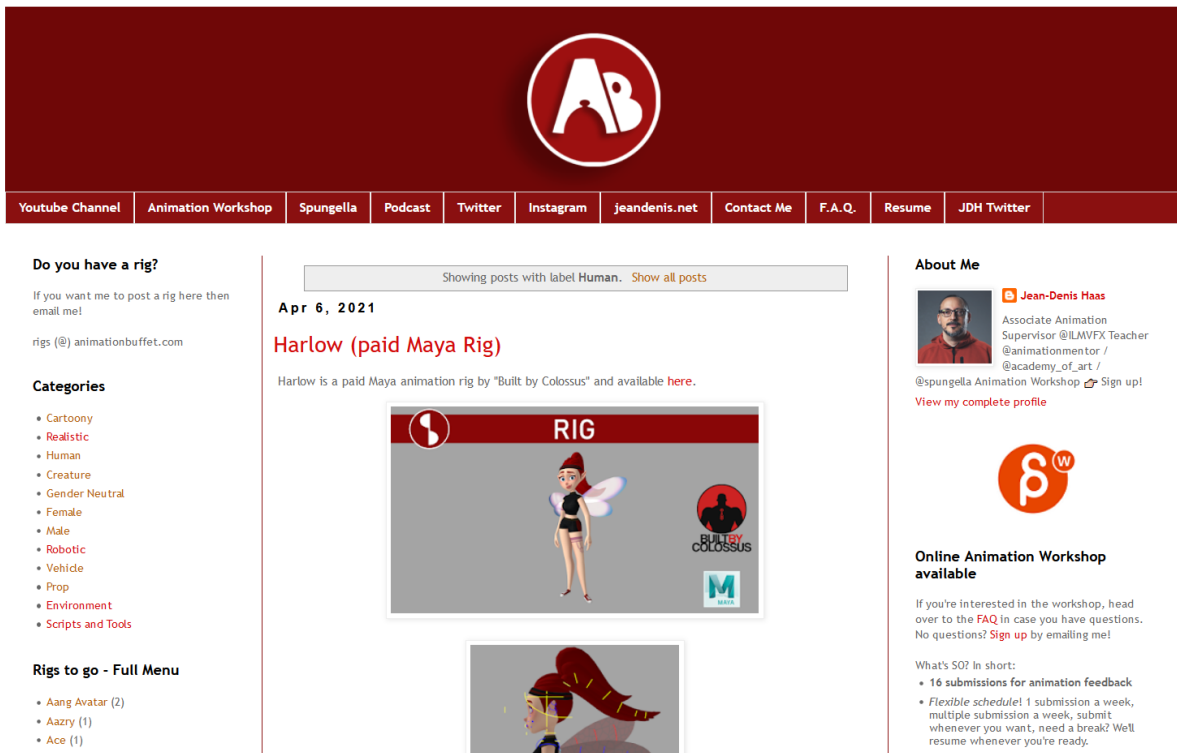 AB
Youtube Channel Animation Workshop Spungella Podcast Twitter Instagram jeandenis.net Contact Me F.A.Q. Resume JDH Twitter
Do you have a rig?
If you want me to post a rig here then
email me!
rigs (@) animationbuffet.com
Categories
Cartoony
Realistic
Human
Creature
Gender Neutral
Female
Male
Robotic
Vehicle
Prop
Environment
Scripts and Tools
Rigs to go - Full Menu
Aang Avatar (2)
Aazry (1)
Ace (1)
Showing posts with label Human. Show all posts
Apr 6, 2021
Harlow (paid Maya Rig)
Harlow is a paid Maya animation rig by "Built by Colossus" and available here.
RIG
BUILTBY
COLOSSUS
M
MAYA
About Me
Jean-Denis Haas
Associate Animation
Supervisor @ILMVFX Teacher
@animationmentor /
@academy_of_art /
@spungella Animation Workshop 👉 Sign up!
View my complete profile
W
Online Animation Workshop
available
If you're interested in the workshop, head
over to the FAQ in case you have questions.
No questions? Sign up by emailing me!
What's SO? In short:
16 submissions for animation feedback
Flexible schedule! 1 submission a week,
multiple submission a week, submit
whenever you want, need a break? We'll
resume whenever you're ready.